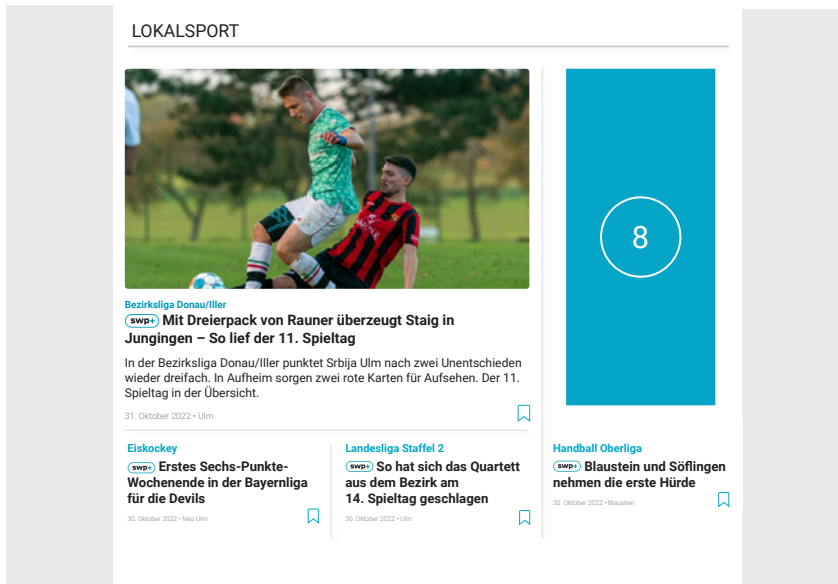 LOKALSPORT
8
Bezirksliga Donau/Iller
swp+ Mit Dreierpack von Rauner überzeugt Staig in
Jungingen – So lief der 11. Spieltag
In der Bezirksliga Donau/Iller punktet Srbija Ulm nach zwei Unentschieden
wieder dreifach. In Aufheim sorgen zwei rote Karten für Aufsehen. Der 11.
Spieltag in der Übersicht.
31. Oktober 2022 • Ulm
Eiskockey
swp+ Erstes Sechs-Punkte-
Wochenende in der Bayernliga
für die Devils
30. Oktober 2022 • Neu-Ulm
Landesliga Staffel 2
swp+ So hat sich das Quartett
aus dem Bezirk am
14. Spieltag geschlagen
30. Oktober 2022 • Ulm
Handball Oberliga
swp+ Blaustein und Söflingen
nehmen die erste Hürde
30. Oktober 2022 • Blaustein